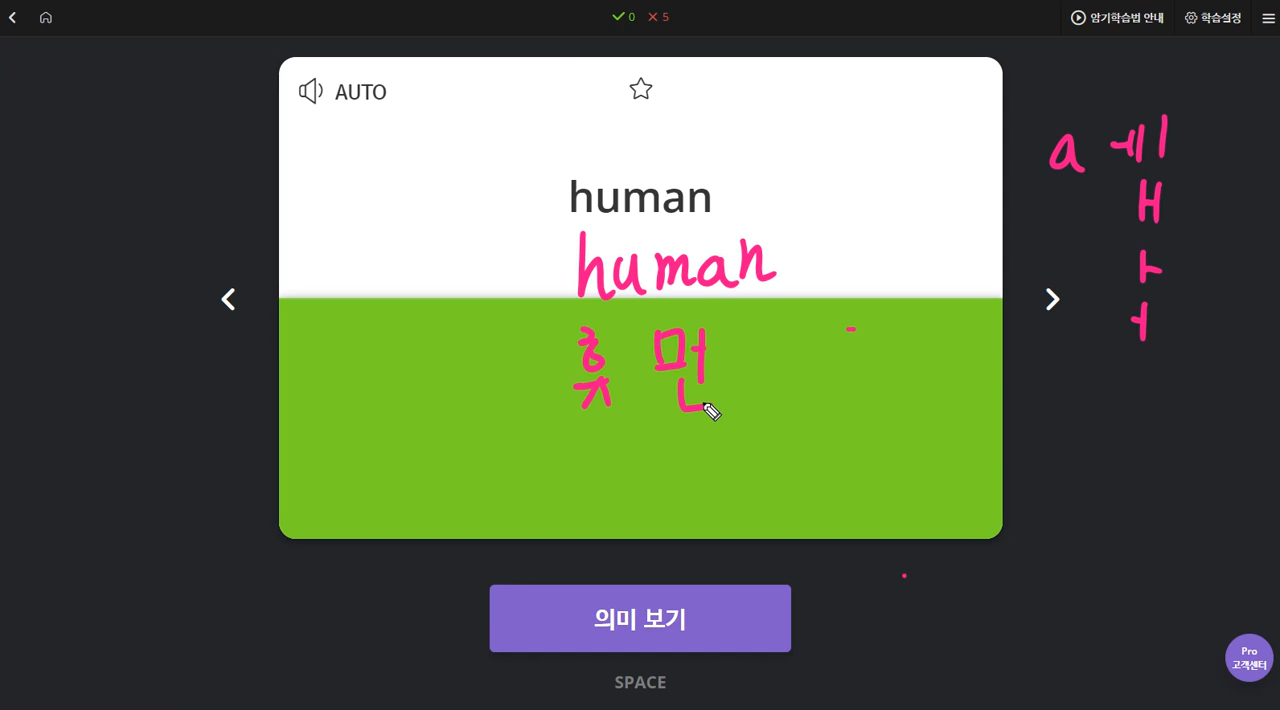 0 5 암기학습법 안내 학습설정
AUTO
human
human
휴 먼
a ㅔㅣ
ㅐ
ㅏ
ㅓ
의미 보기
SPACE
Pro
고객센터